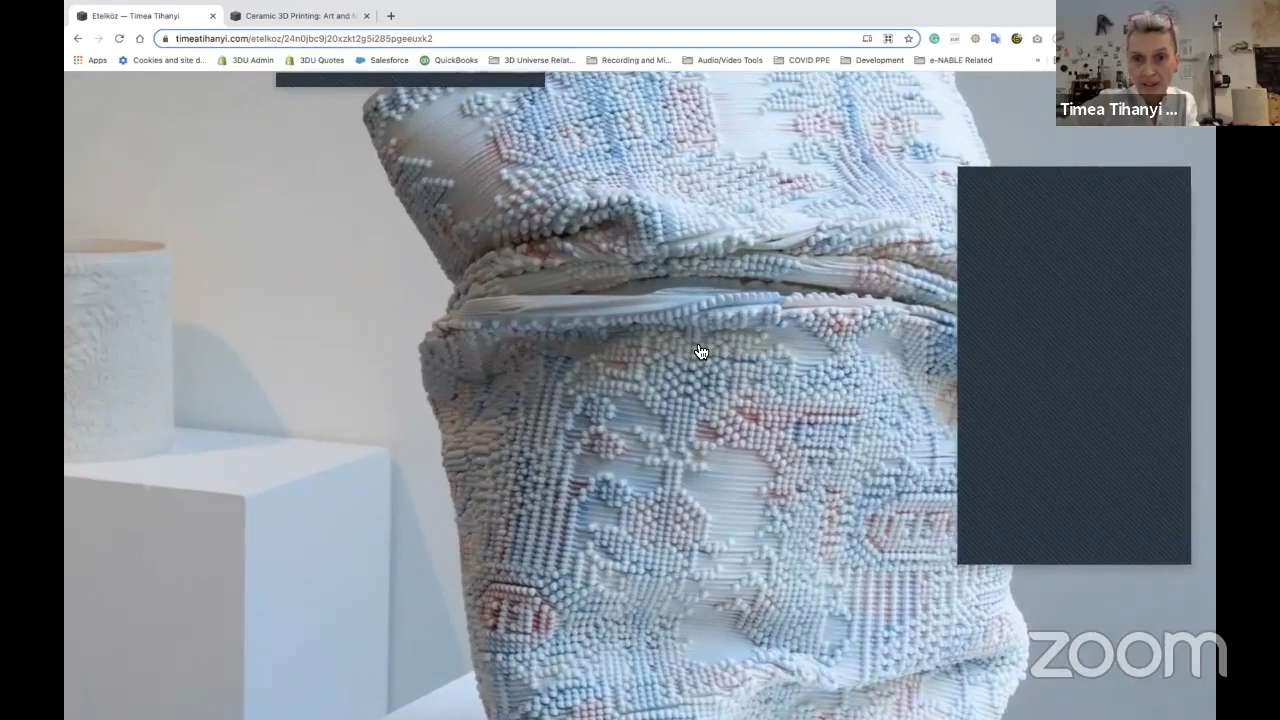 Etelköz — Timea Tihanyi
Ceramic 3D Printing: Art and M
timeatihanyi.com/etelkoz/24n0jbc9j20xzkt2g5i285pgeeuxk2
Apps Cookies and site d... 3DU Admin 3DU Quotes Salesforce QuickBooks 3D Universe Relat... Recording and Mi... Audio/Video Tools COVID PPE Development e-NABLE Related »
Timea Tihanyi ...
zoom